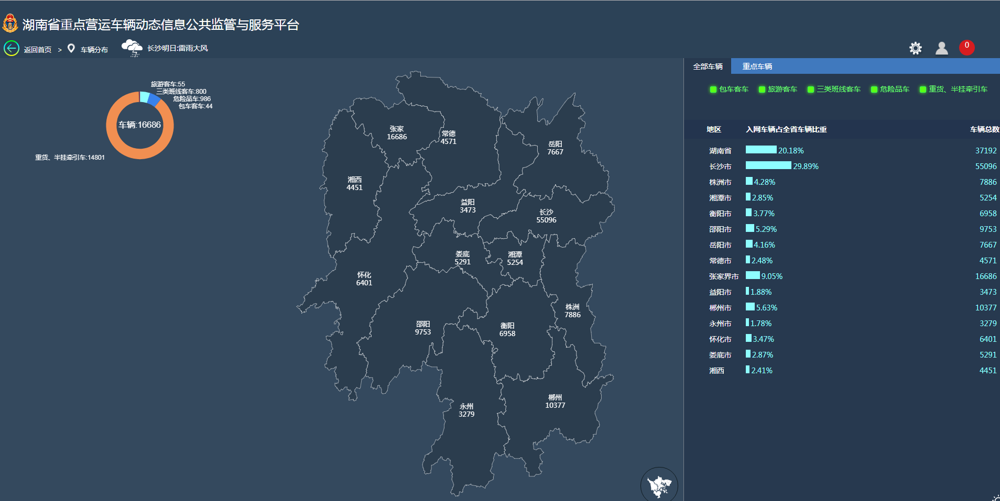 湖南省重点营运车辆动态信息公共监管与服务平台
返回首页 > 车辆分布 长沙明日:雷雨大风
0
旅游客车:55
三类班线客车:800
危险品车:986
包车客车:44
车辆:16686
重货、半挂牵引车:14801
张家
16686
常德
4571
岳阳
7667
湘西
4451
益阳
3473
长沙
55096
娄底
5291
湘潭
5254
怀化
6401
株洲
7886
邵阳
9753
衡阳
6958
郴州
10377
永州
3279
全部车辆 重点车辆
包车客车 旅游客车 三类班线客车 危险品车 重货、半挂牵引车
地区 入网车辆占全省车辆比重 车辆总数
湖南省 20.18% 37192
长沙市 29.89% 55096
株洲市 4.28% 7886
湘潭市 2.85% 5254
衡阳市 3.77% 6958
邵阳市 5.29% 9753
岳阳市 4.16% 7667
常德市 2.48% 4571
张家界市 9.05% 16686
益阳市 1.88% 3473
郴州市 5.63% 10377
永州市 1.78% 3279
怀化市 3.47% 6401
娄底市 2.87% 5291
湘西 2.41% 4451